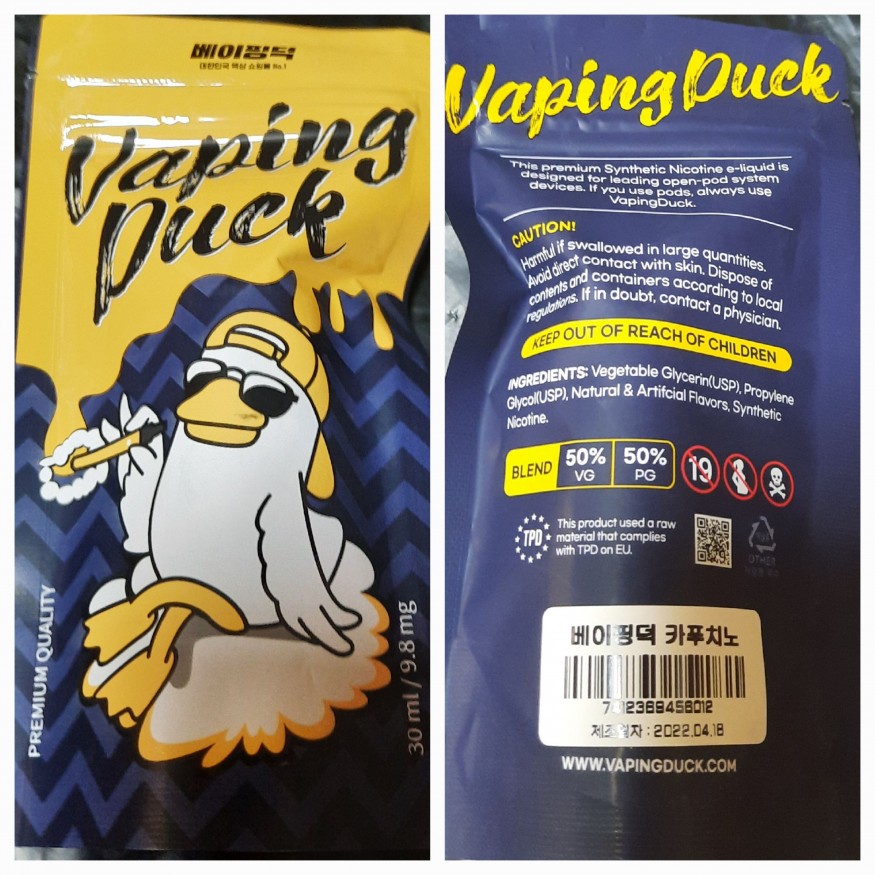 베이핑덕
대한민국 액상 쇼핑몰 No.1
Vaping
Duck
PREMIUM QUALITY
30 ml / 9.8 mg
VapingDuck
This premium Synthetic Nicotine e-liquid is
designed for leading open-pod system
devices. If you use pods, always use
VapingDuck.
CAUTION!
Harmful if swallowed in large quantities.
Avoid direct contact with skin. Dispose of
contents and containers according to local
regulations. If in doubt, contact a physician.
KEEP OUT OF REACH OF CHILDREN
INGREDIENTS: Vegetable Glycerin(USP), Propylene
Glycol(USP), Natural & Artifcial Flavors, Synthetic
Nicotine.
BLEND 50% VG 50% PG 19
TPD
This product used a raw
material that complies
with TPD on EU.
OTHER
베이핑덕 카푸치노
제조일자 : 2022.04.18
WWW.VAPINGDUCK.COM